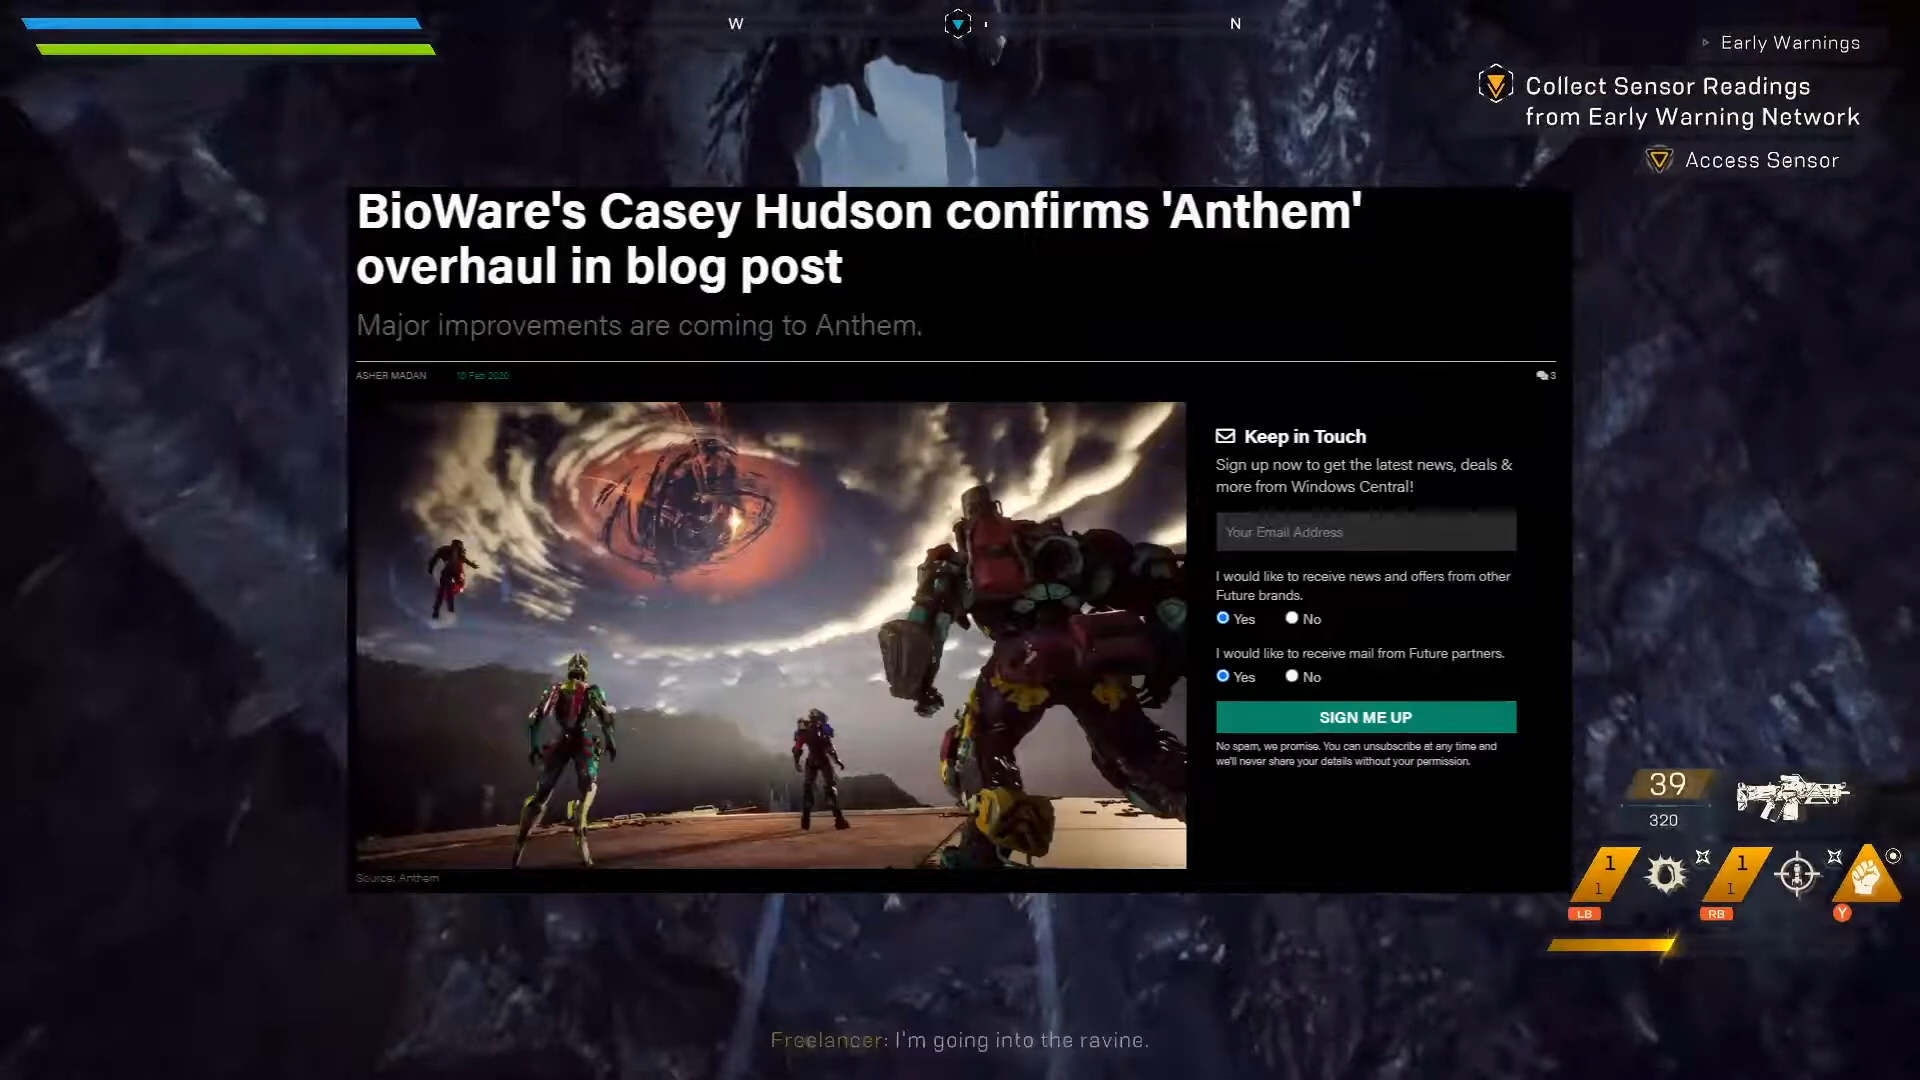 W
N
Early Warnings
Collect Sensor Readings
from Early Warning Network
Access Sensor
BioWare's Casey Hudson confirms 'Anthem'
overhaul in blog post
Major improvements are coming to Anthem.
ASHER MADAN 10 Feb 2020
3
Keep in Touch
Sign up now to get the latest news, deals &
more from Windows Central!
Your Email Address
I would like to receive news and offers from other
Future brands.
Yes No
I would like to receive mail from Future partners.
Yes No
SIGN ME UP
No spam, we promise. You can unsubscribe at any time and
we'll never share your details without your permission.
Source: Anthem
39
320
1 1
1 1
LB RB Y
Freelancer: I'm going into the ravine.